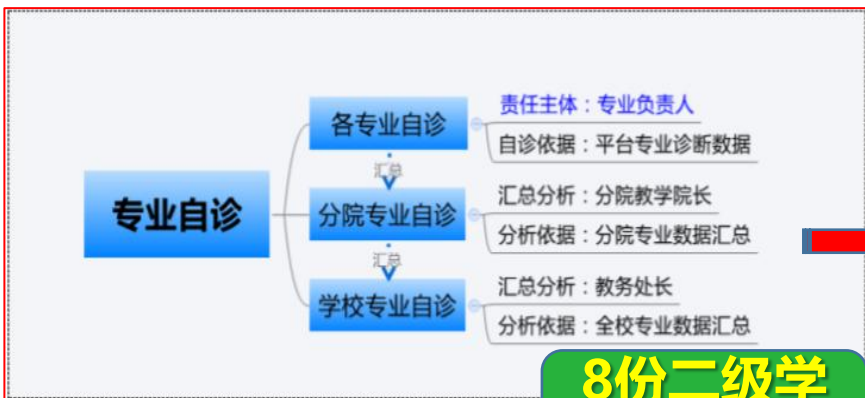 专业自诊
各专业自诊
责任主体：专业负责人
自诊依据：平台专业诊断数据
汇总
分院专业自诊
汇总分析：分院教学院长
分析依据：分院专业数据汇总
汇总
学校专业自诊
汇总分析：教务处长
分析依据：全校专业数据汇总
8份二级学